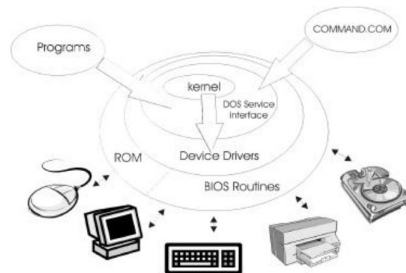 COMMAND.COM
Programs
kernel
DOS Service
Interface
ROM
Device Drivers
BIOS Routines